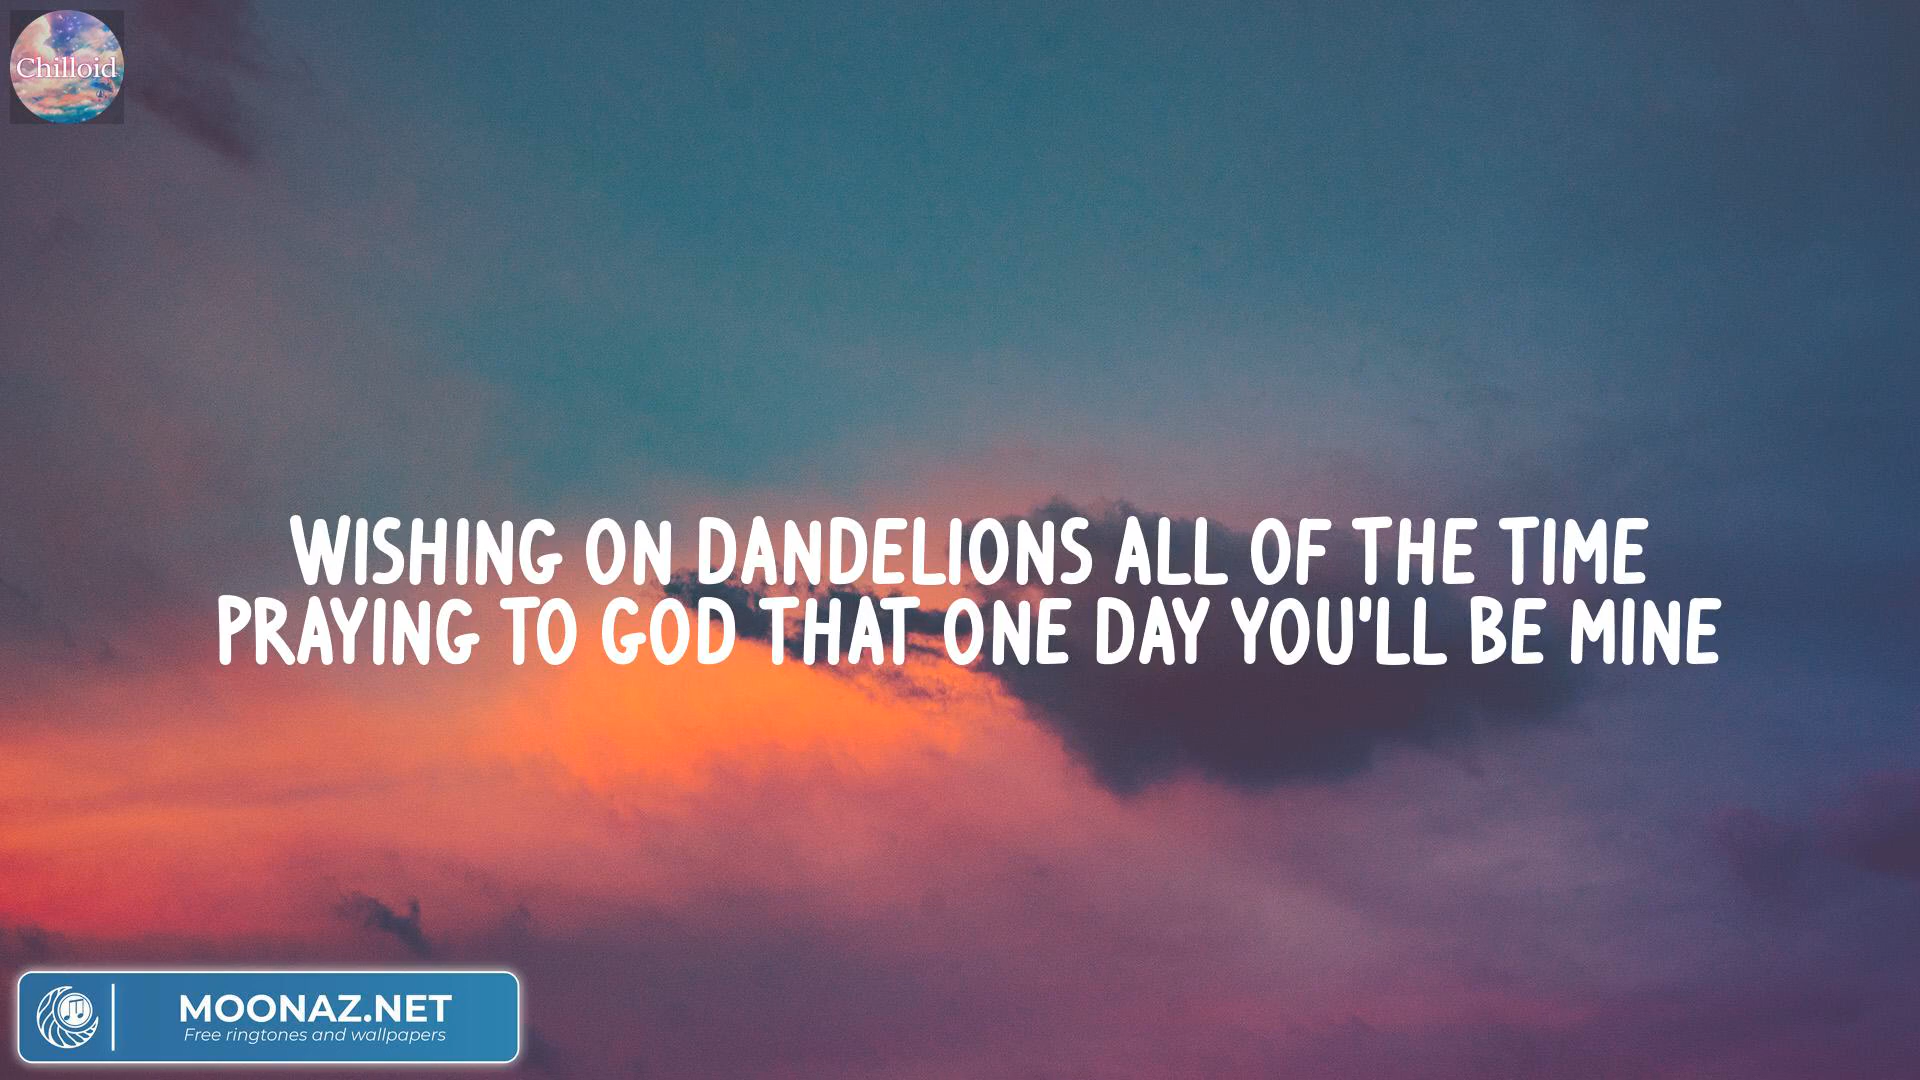 Chilloid
WISHING ON DANDELIONS ALL OF THE TIME
PRAYING TO GOD THAT ONE DAY YOU'LL BE MINE
MOONAZ.NET
Free ringtones and wallpapers